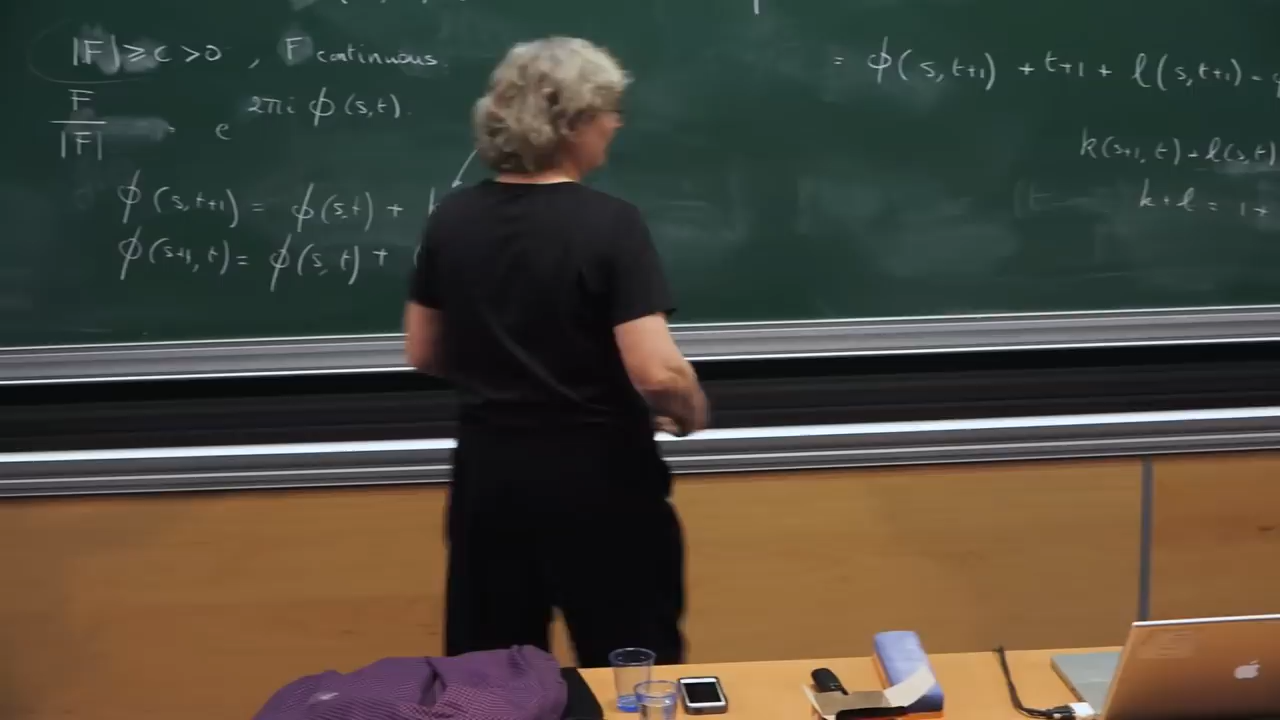 |F| ≥ c > 0 , F continuous.
F
|F|
e^{2πi ϕ(s,t)}.
ϕ(s,t+1) = ϕ(s,t) +
ϕ(s+1,t) = ϕ(s,t) +
= ϕ(s,t+1) + t+1 + l(s,t+1) -
k(s+1,t) - l(s,t)
k+l = 1+